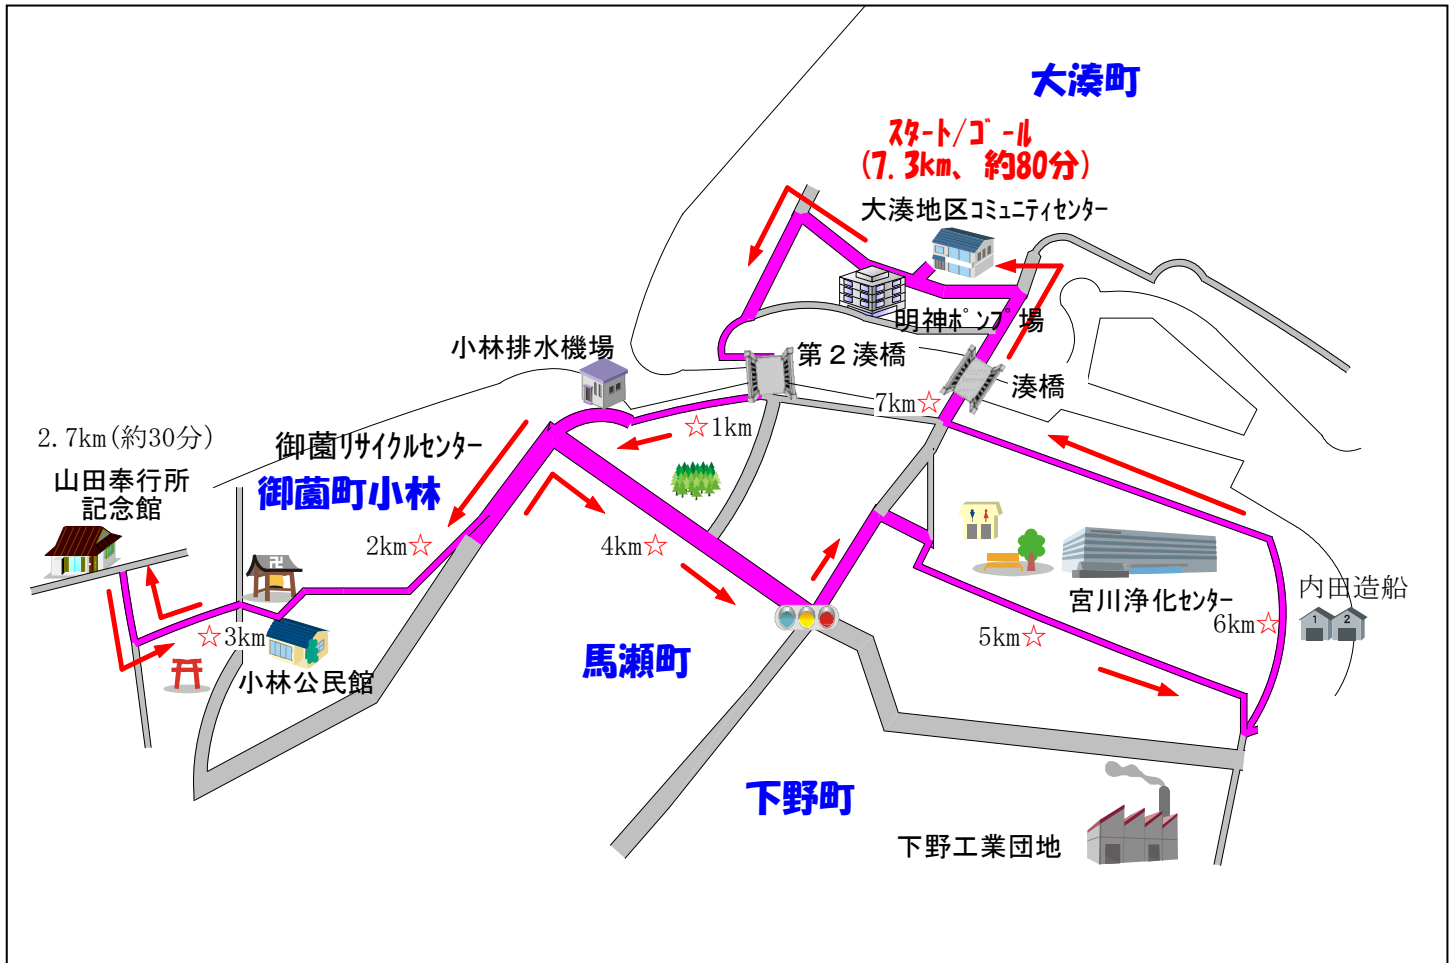 大湊町
スタート/ゴール
(7.3km、約80分)
大湊地区コミュニティセンター
明神ポンプ場
小林排水機場
第２湊橋
湊橋
7km☆
☆1km
2.7km(約30分)
山田奉行所
記念館
御薗リサイクルセンター
御薗町小林
2km☆
4km☆
卍
宮川浄化センター
内田造船
1 2
☆3km
5km☆
6km☆
小林公民館
馬瀬町
下野町
下野工業団地